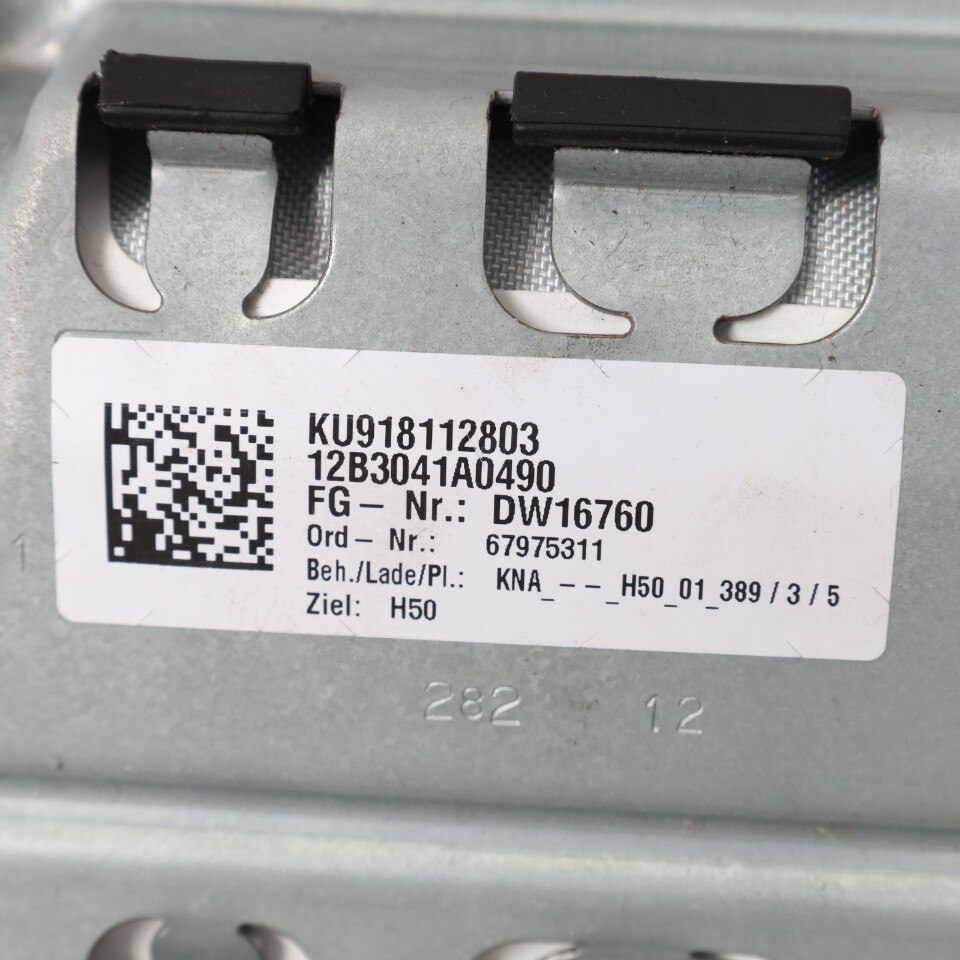 KU918112803
12B3041A0490
FG – Nr.: DW16760
Ord – Nr.: 67975311
Beh./Lade/Pl.: KNA_ – – _H50_01_389 / 3 / 5
Ziel: H50
1
282 12